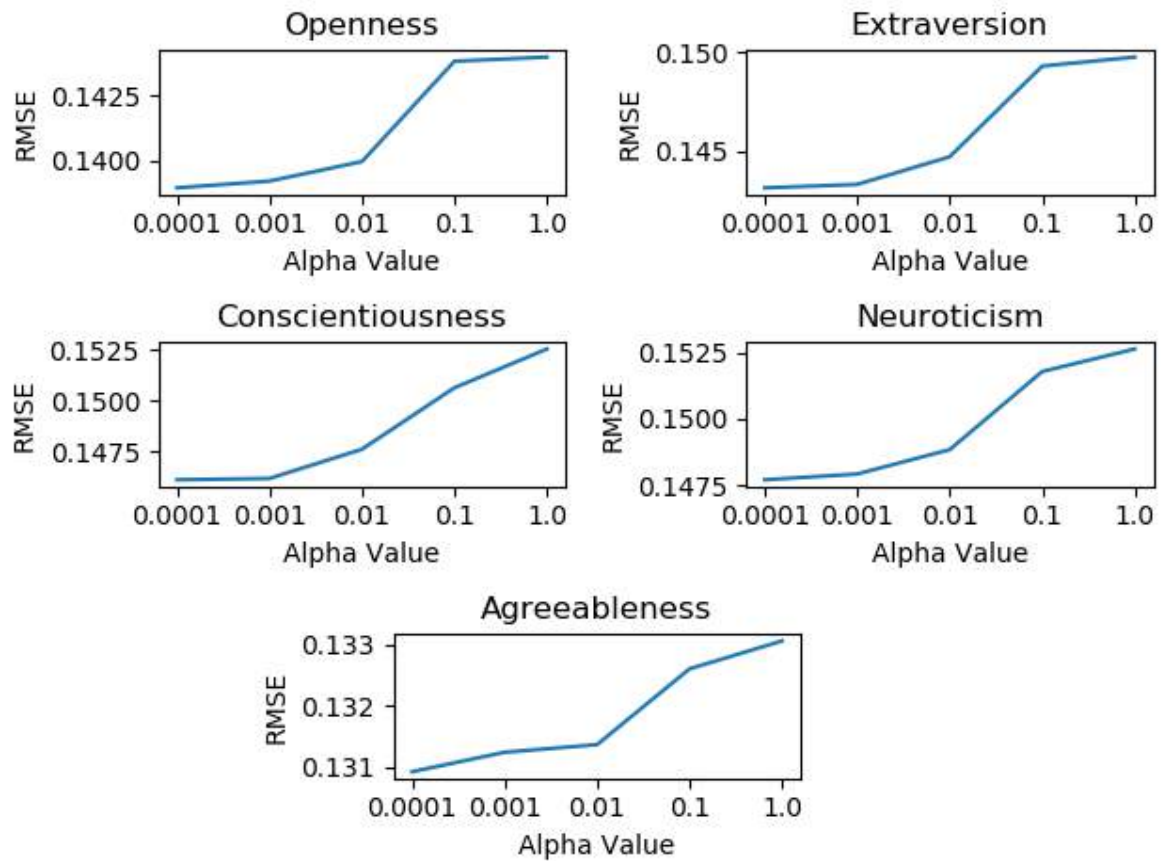 Openness
RMSE
0.1425
0.1400
0.0001 0.001 0.01 0.1 1.0
Alpha Value
Extraversion
RMSE
0.150
0.145
0.0001 0.001 0.01 0.1 1.0
Alpha Value
Conscientiousness
RMSE
0.1525
0.1500
0.1475
0.0001 0.001 0.01 0.1 1.0
Alpha Value
Neuroticism
RMSE
0.1525
0.1500
0.1475
0.0001 0.001 0.01 0.1 1.0
Alpha Value
Agreeableness
RMSE
0.133
0.132
0.131
0.0001 0.001 0.01 0.1 1.0
Alpha Value